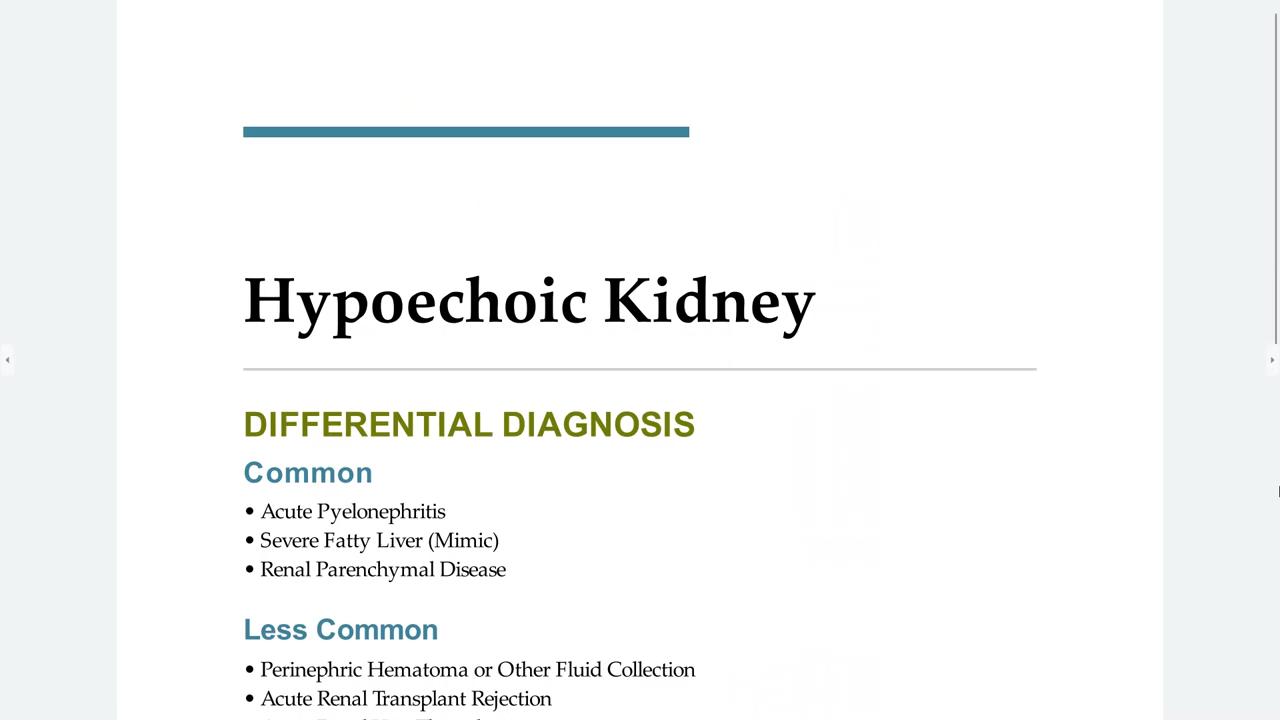 Hypoechoic Kidney
DIFFERENTIAL DIAGNOSIS
Common
• Acute Pyelonephritis
• Severe Fatty Liver (Mimic)
• Renal Parenchymal Disease
Less Common
• Perinephric Hematoma or Other Fluid Collection
• Acute Renal Transplant Rejection